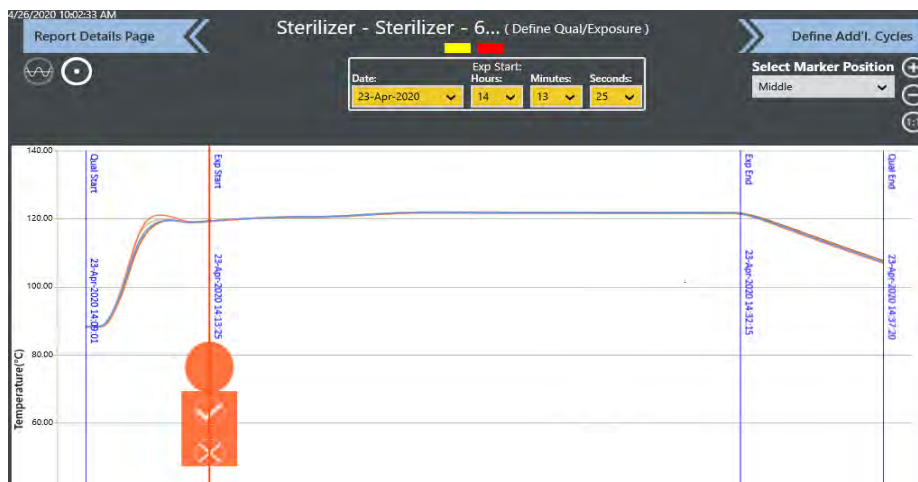 4/26/2020 10:02:33 AM
Report Details Page
Sterilizer - Sterilizer - 6... ( Define Qual/Exposure )
Define Add'l. Cycles
Exp Start:
Date: Hours: Minutes: Seconds:
23-Apr-2020 14 13 25
Select Marker Position
Middle
1:1
140.00
120.00
100.00
80.00
60.00
Temperature(°C)
Qual Start
23-Apr-2020 14:09:01
Exp Start
23-Apr-2020 14:13:25
Exp End
23-Apr-2020 14:32:15
Qual End
23-Apr-2020 14:37:20